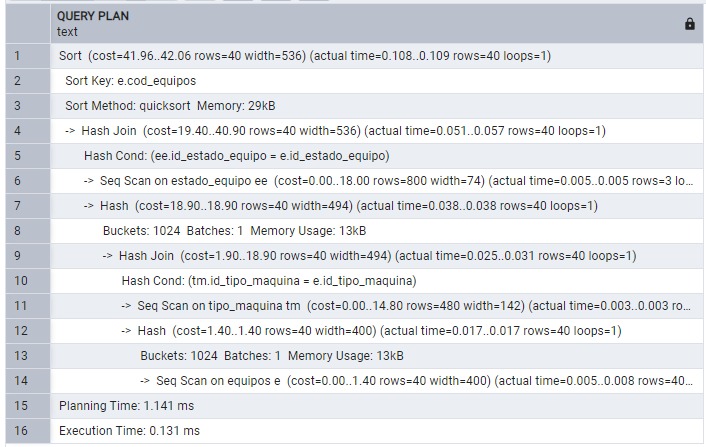 QUERY PLAN
text
1 Sort (cost=41.96..42.06 rows=40 width=536) (actual time=0.108..0.109 rows=40 loops=1)
2 Sort Key: e.cod_equipos
3 Sort Method: quicksort Memory: 29kB
4 -> Hash Join (cost=19.40..40.90 rows=40 width=536) (actual time=0.051..0.057 rows=40 loops=1)
5 Hash Cond: (ee.id_estado_equipo = e.id_estado_equipo)
6 -> Seq Scan on estado_equipo ee (cost=0.00..18.00 rows=800 width=74) (actual time=0.005..0.005 rows=3 lo...
7 -> Hash (cost=18.90..18.90 rows=40 width=494) (actual time=0.038..0.038 rows=40 loops=1)
8 Buckets: 1024 Batches: 1 Memory Usage: 13kB
9 -> Hash Join (cost=1.90..18.90 rows=40 width=494) (actual time=0.025..0.031 rows=40 loops=1)
10 Hash Cond: (tm.id_tipo_maquina = e.id_tipo_maquina)
11 -> Seq Scan on tipo_maquina tm (cost=0.00..14.80 rows=480 width=142) (actual time=0.003..0.003 ro...
12 -> Hash (cost=1.40..1.40 rows=40 width=400) (actual time=0.017..0.017 rows=40 loops=1)
13 Buckets: 1024 Batches: 1 Memory Usage: 13kB
14 -> Seq Scan on equipos e (cost=0.00..1.40 rows=40 width=400) (actual time=0.005..0.008 rows=40...
15 Planning Time: 1.141 ms
16 Execution Time: 0.131 ms